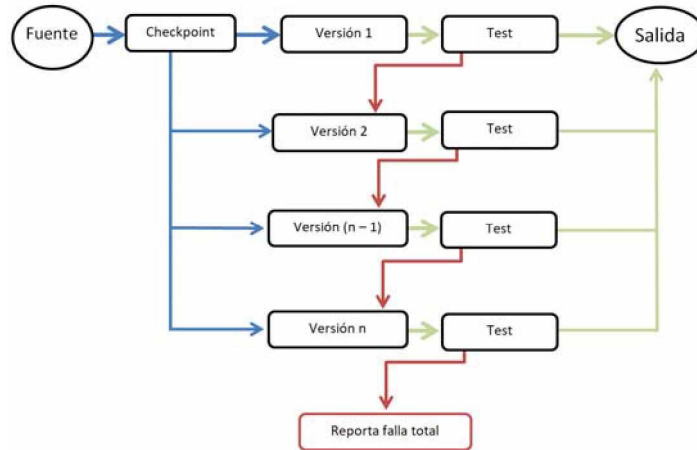 Fuente
Checkpoint
Versión 1
Test
Salida
Versión 2
Test
Versión (n – 1)
Test
Versión n
Test
Reporta falla total